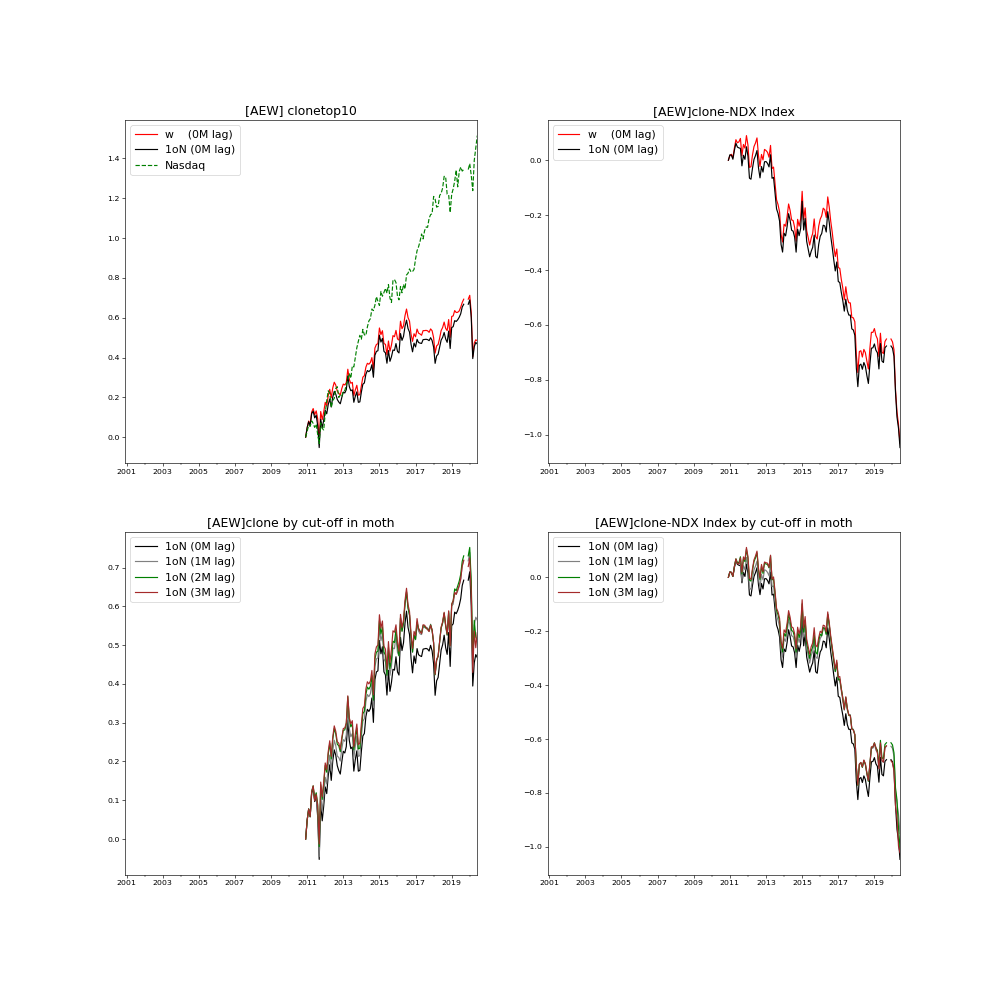 [AEW] clonetop10
w    (0M lag)
1oN (0M lag)
Nasdaq
1.4
1.2
1.0
0.8
0.6
0.4
0.2
0.0
2001 2003 2005 2007 2009 2011 2013 2015 2017 2019
[AEW]clone-NDX Index
w    (0M lag)
1oN (0M lag)
0.0
−0.2
−0.4
−0.6
−0.8
−1.0
2001 2003 2005 2007 2009 2011 2013 2015 2017 2019
[AEW]clone by cut-off in moth
1oN (0M lag)
1oN (1M lag)
1oN (2M lag)
1oN (3M lag)
0.7
0.6
0.5
0.4
0.3
0.2
0.1
0.0
2001 2003 2005 2007 2009 2011 2013 2015 2017 2019
[AEW]clone-NDX Index by cut-off in moth
1oN (0M lag)
1oN (1M lag)
1oN (2M lag)
1oN (3M lag)
0.0
−0.2
−0.4
−0.6
−0.8
−1.0
2001 2003 2005 2007 2009 2011 2013 2015 2017 2019